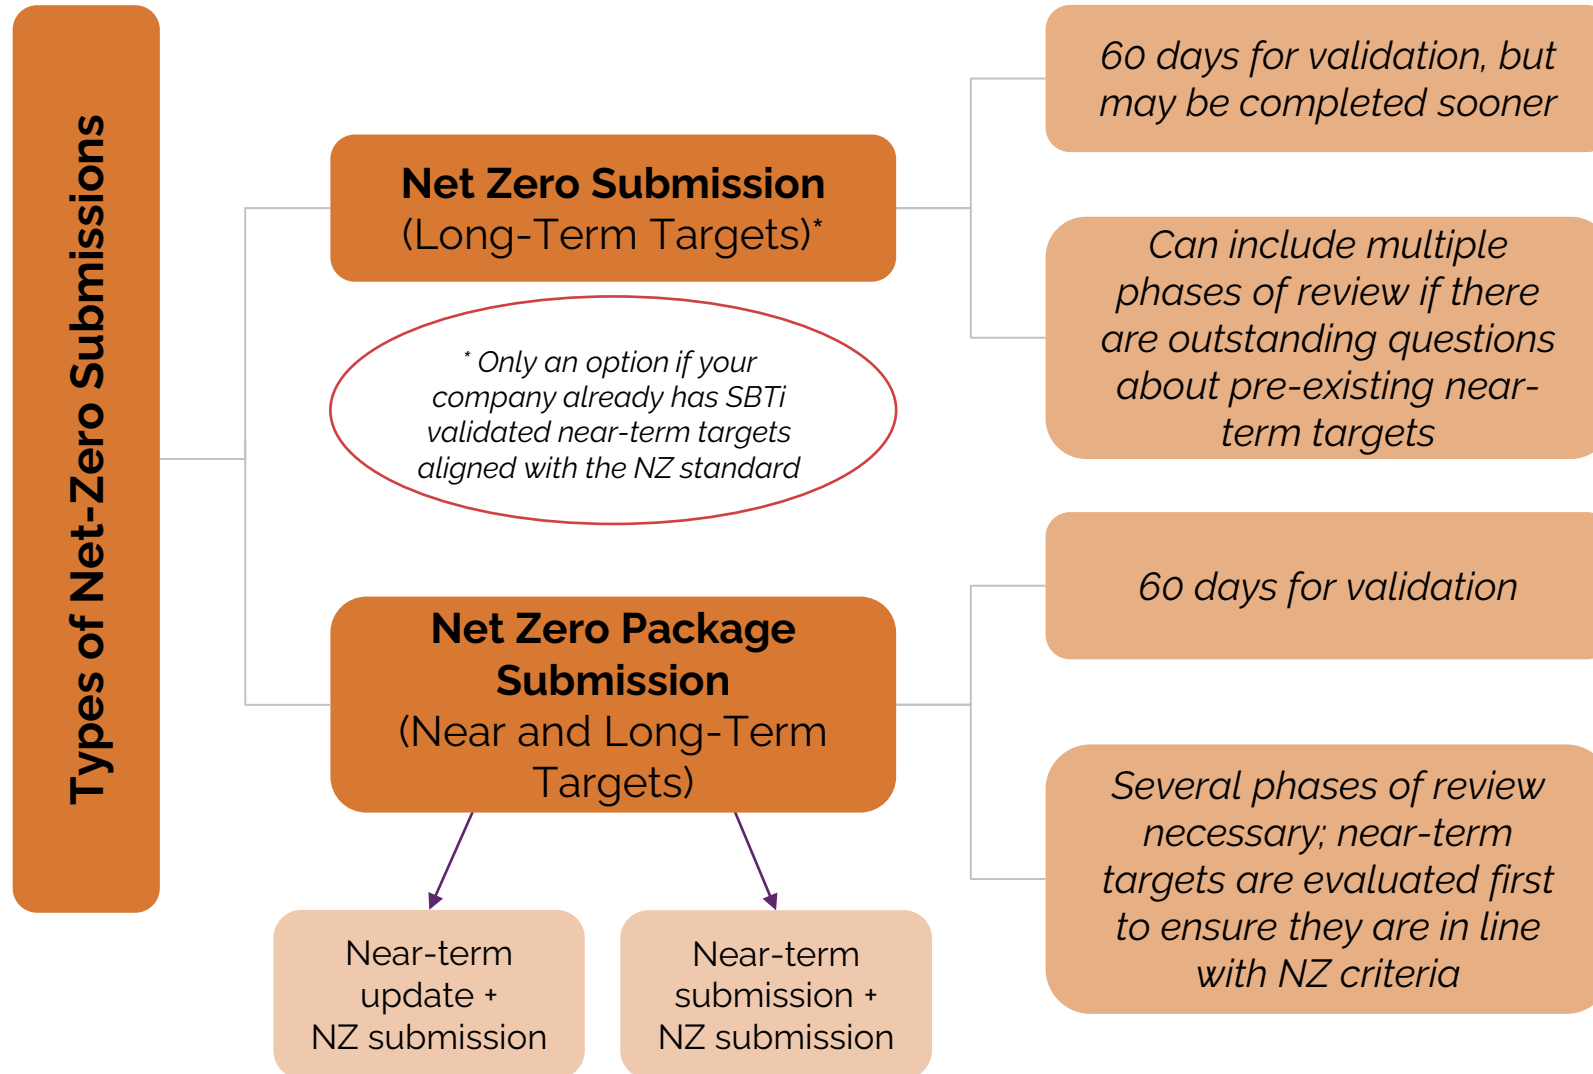 Types of Net-Zero Submissions
Net Zero Submission
(Long-Term Targets)*
* Only an option if your
company already has SBTi
validated near-term targets
aligned with the NZ standard
60 days for validation, but
may be completed sooner
Can include multiple
phases of review if there
are outstanding questions
about pre-existing near-
term targets
Net Zero Package
Submission
(Near and Long-Term
Targets)
60 days for validation
Several phases of review
necessary; near-term
targets are evaluated first
to ensure they are in line
with NZ criteria
Near-term
update +
NZ submission
Near-term
submission +
NZ submission